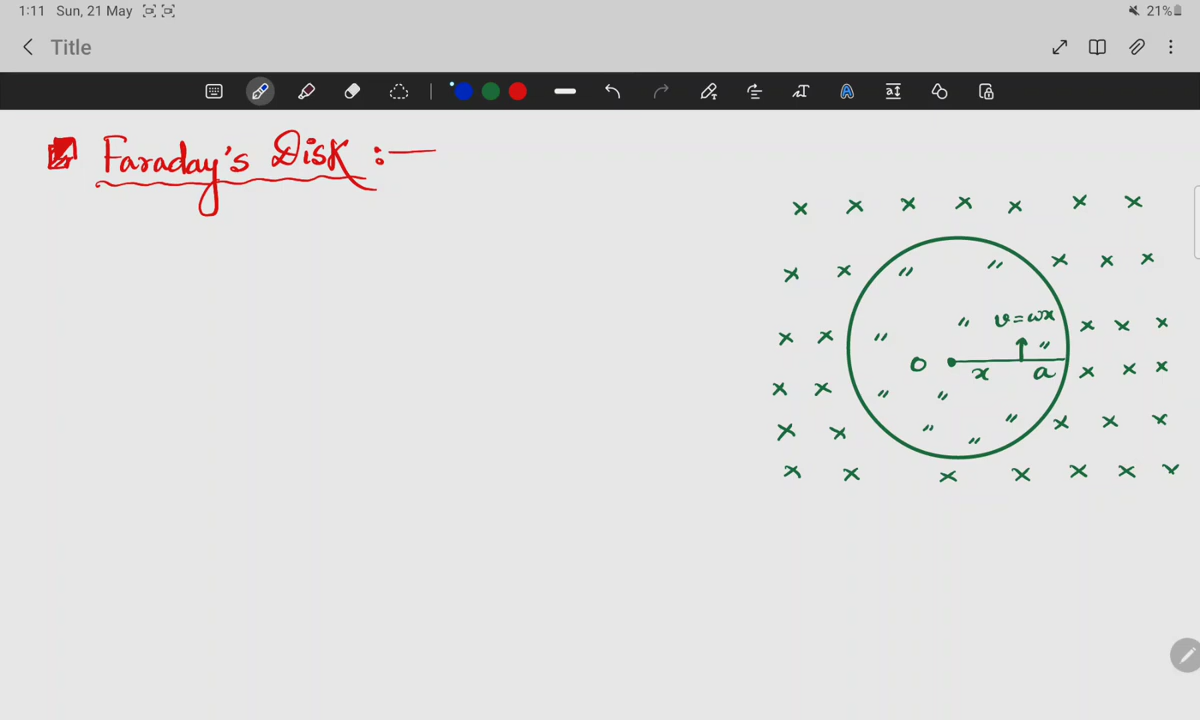 1:11 Sun, 21 May
21%
Title
Faraday's Disk :—
v = ωx
O
x
a